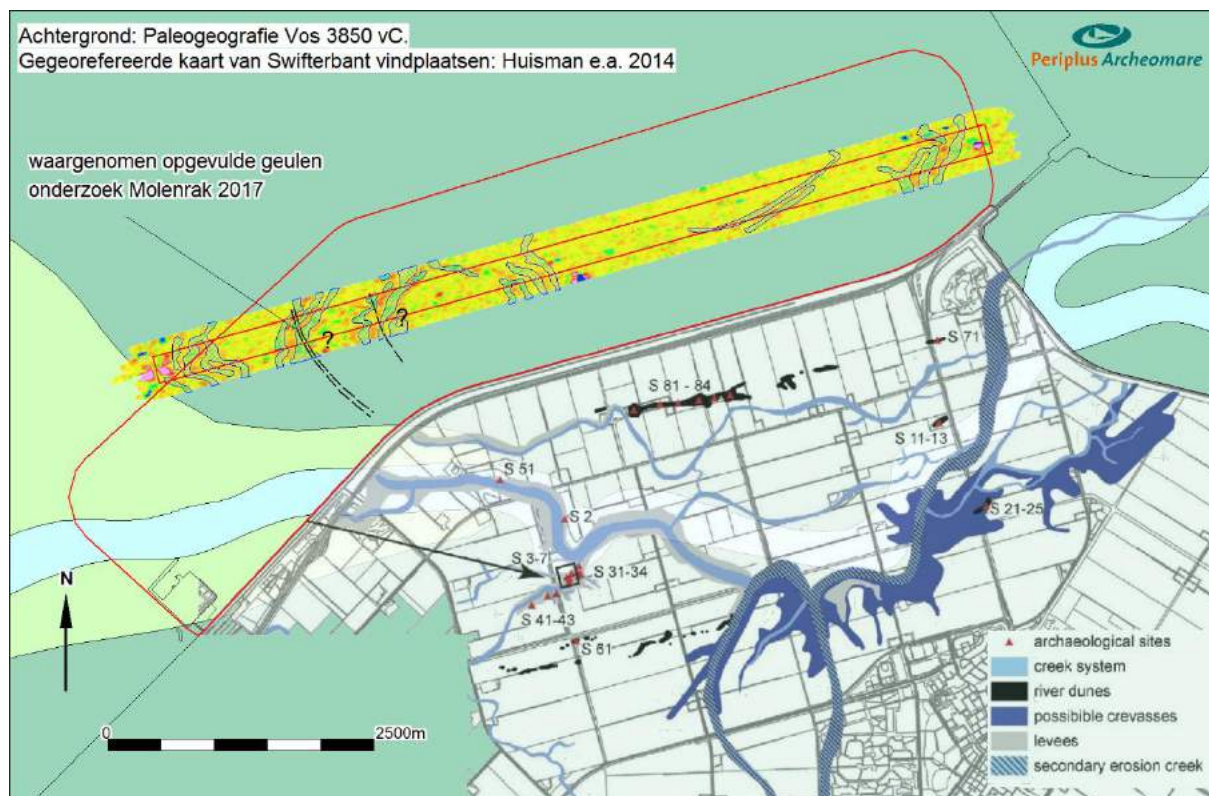 Achtergrond: Paleogeografie Vos 3850 vC.
Gegeorefereerde kaart van Swifterbant vindplaatsen: Huisman e.a. 2014
Periplus Archeomare
waargenomen opgevulde geulen
onderzoek Molenrak 2017
?
?
S 71
S 81 - 84
S 11-13
S 51
S 2
S 21-25
S 3-7
S 31-34
S 41-43
S 61
N
0
2500m
archaeological sites
creek system
river dunes
possibible crevasses
levees
secondary erosion creek